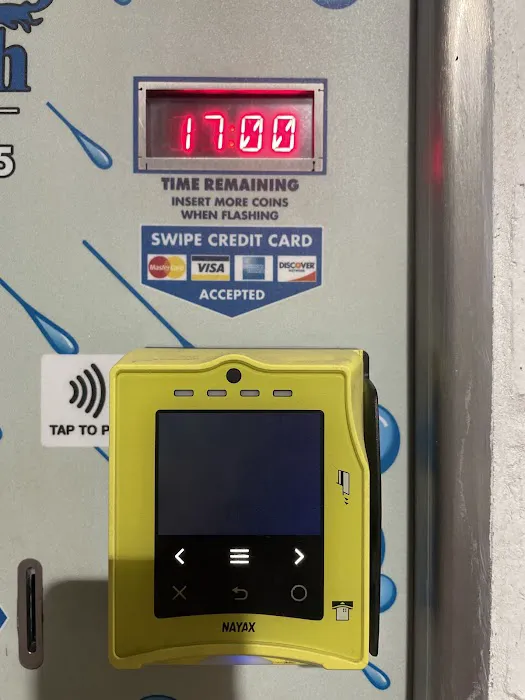 h
5
17:00
TIME REMAINING
INSERT MORE COINS
WHEN FLASHING
SWIPE CREDIT CARD
MasterCard VISA DISCOVER
ACCEPTED
TAP TO P
NAYAX